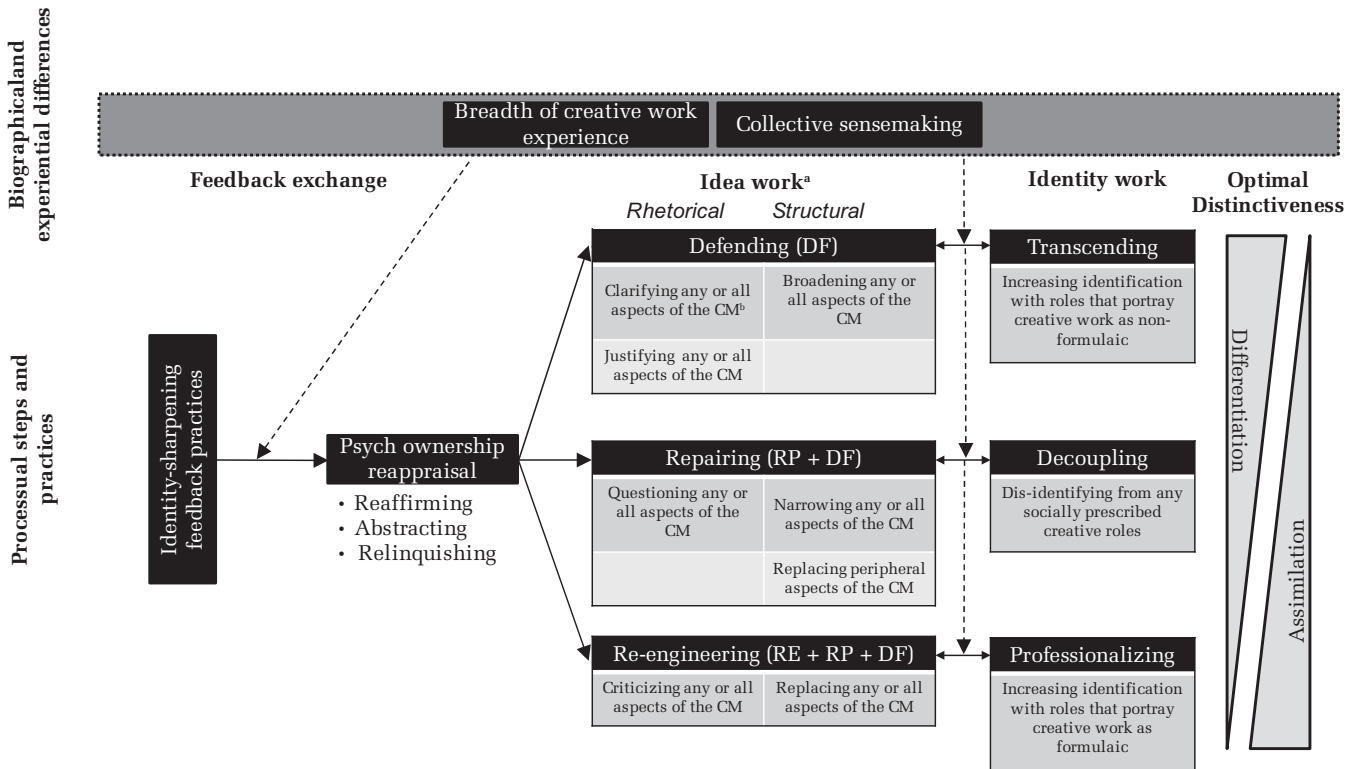 Biographicaland
experiential differences
Breadth of creative work
experience
Collective sensemaking
Feedback exchange
Idea workᵃ
Identity work
Optimal
Distinctiveness
Rhetorical
Structural
Processual steps and
practices
Identity-sharpening
feedback practices
Psych ownership
reappraisal
• Reaffirming
• Abstracting
• Relinquishing
Defending (DF)
Clarifying any or all
aspects of the CMᵇ
Broadening any or
all aspects of the
CM
Justifying any or all
aspects of the CM
Transcending
Increasing identification
with roles that portray
creative work as non-
formulaic
Repairing (RP + DF)
Questioning any or
all aspects of the
CM
Narrowing any or all
aspects of the CM
Replacing peripheral
aspects of the CM
Decoupling
Dis-identifying from any
socially prescribed
creative roles
Re-engineering (RE + RP + DF)
Criticizing any or all
aspects of the CM
Replacing any or all
aspects of the CM
Professionalizing
Increasing identification
with roles that portray
creative work as
formulaic
Differentiation
Assimilation